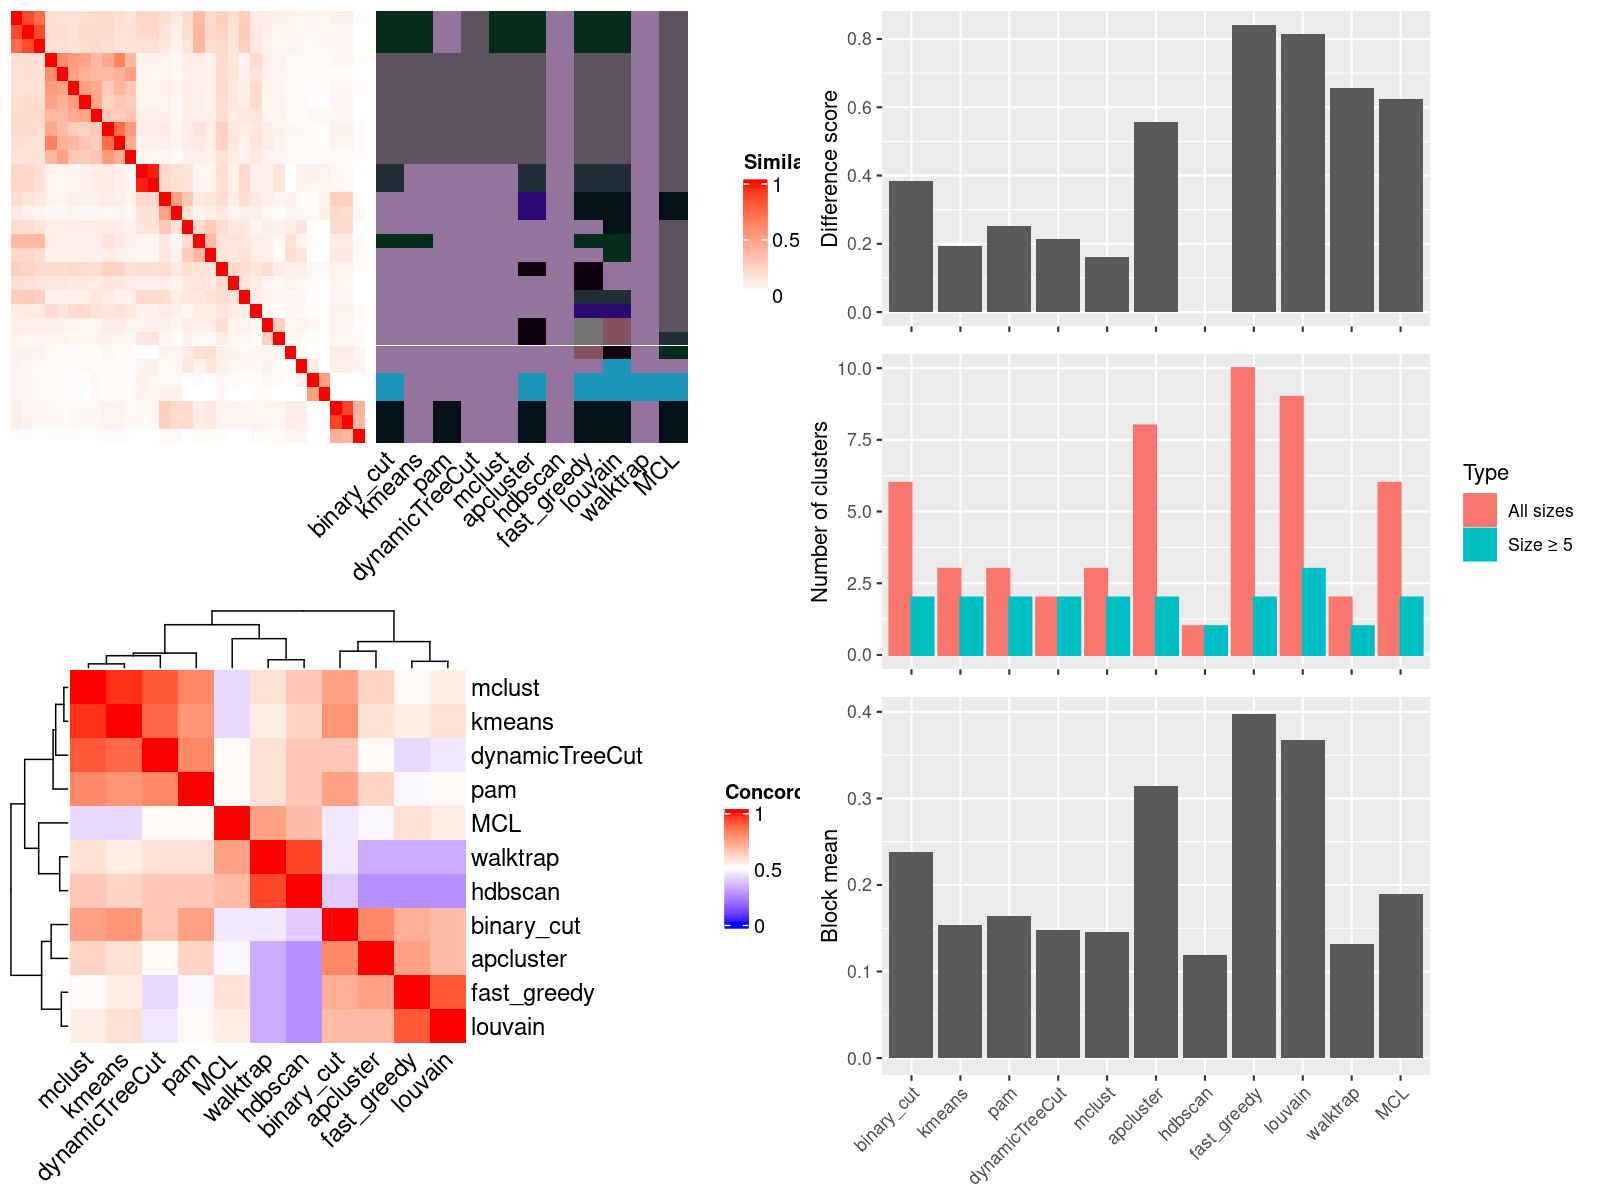 Simila
1
0.5
0
binary_cut
kmeans
pam
dynamicTreeCut
mclust
apcluster
hdbscan
fast_greedy
louvain
walktrap
MCL
mclust
kmeans
dynamicTreeCut
pam
MCL
walktrap
hdbscan
binary_cut
apcluster
fast_greedy
louvain
mclust
kmeans
dynamicTreeCut
pam
MCL
walktrap
hdbscan
binary_cut
apcluster
fast_greedy
louvain
Concord
1
0.5
0
Difference score
0.8
0.6
0.4
0.2
0.0
Number of clusters
10.0
7.5
5.0
2.5
0.0
Type
All sizes
Size ≥ 5
Block mean
0.4
0.3
0.2
0.1
0.0
binary_cut
kmeans
pam
dynamicTreeCut
mclust
apcluster
hdbscan
fast_greedy
louvain
walktrap
MCL